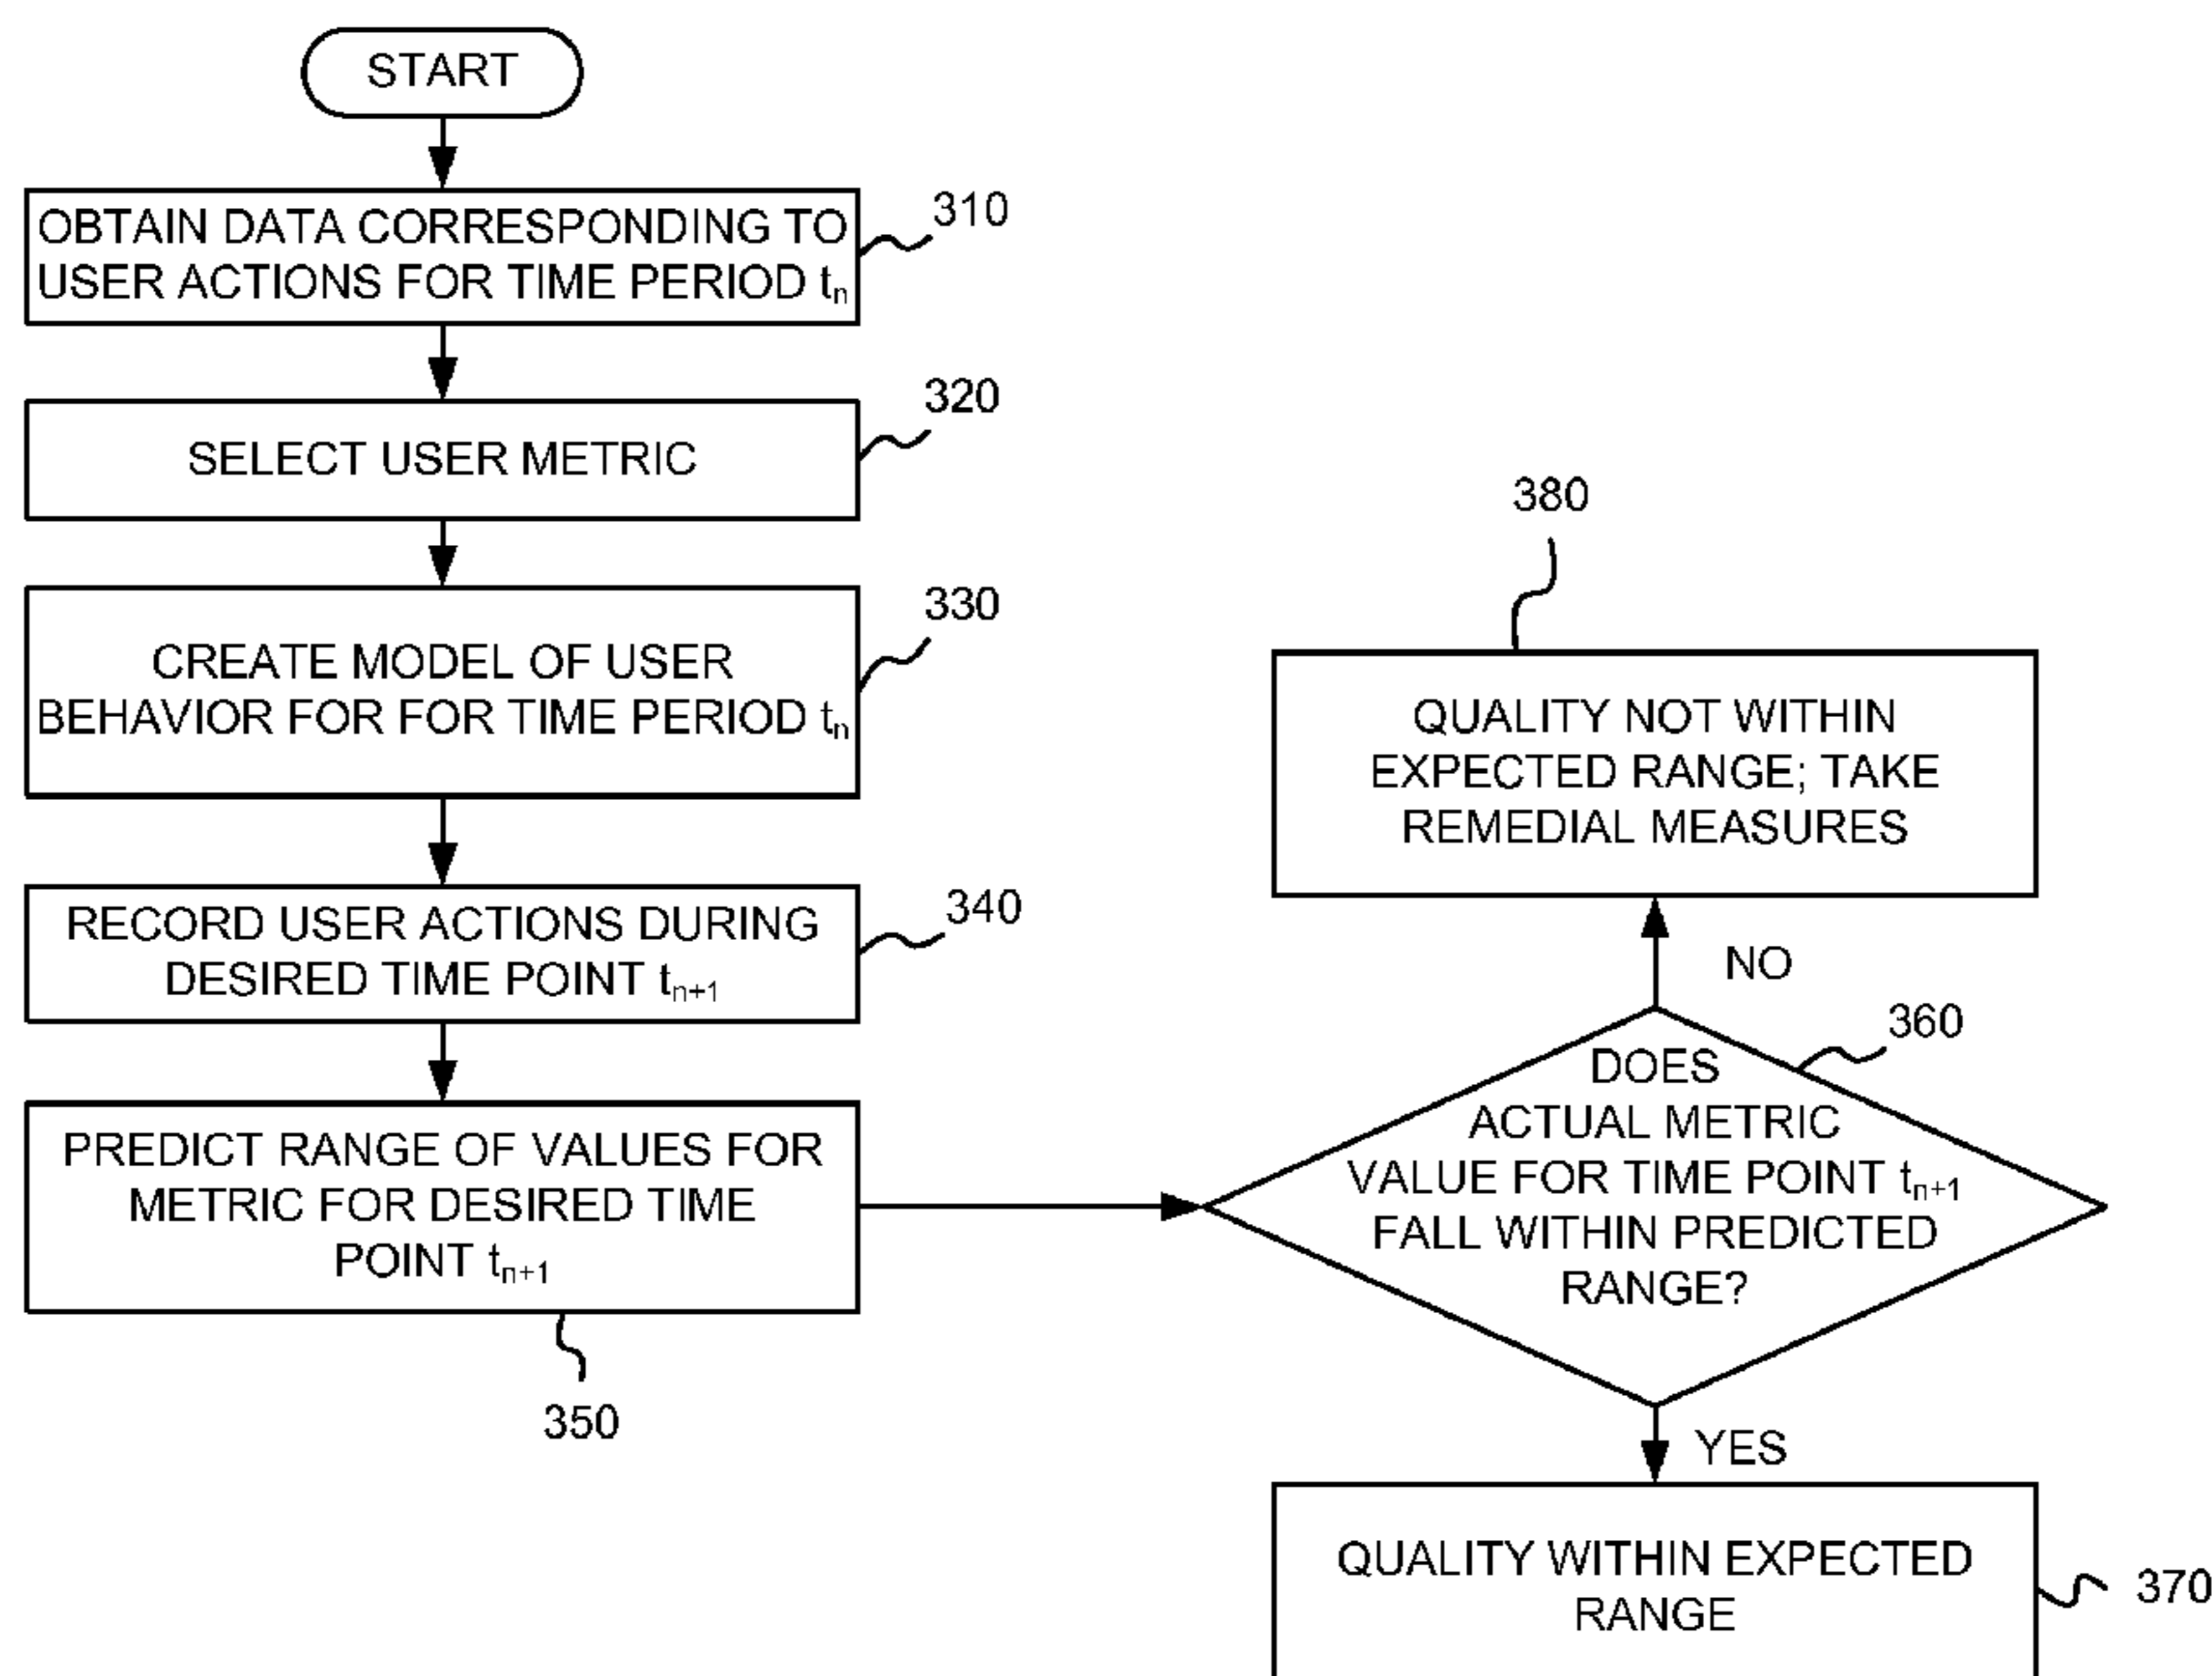 START
OBTAIN DATA CORRESPONDING TO
USER ACTIONS FOR TIME PERIOD tn
310
SELECT USER METRIC
320
CREATE MODEL OF USER
BEHAVIOR FOR FOR TIME PERIOD tn
330
RECORD USER ACTIONS DURING
DESIRED TIME POINT tn+1
340
PREDICT RANGE OF VALUES FOR
METRIC FOR DESIRED TIME
POINT tn+1
350
380
QUALITY NOT WITHIN
EXPECTED RANGE; TAKE
REMEDIAL MEASURES
NO
360
DOES
ACTUAL METRIC
VALUE FOR TIME POINT tn+1
FALL WITHIN PREDICTED
RANGE?
YES
QUALITY WITHIN EXPECTED
RANGE
370